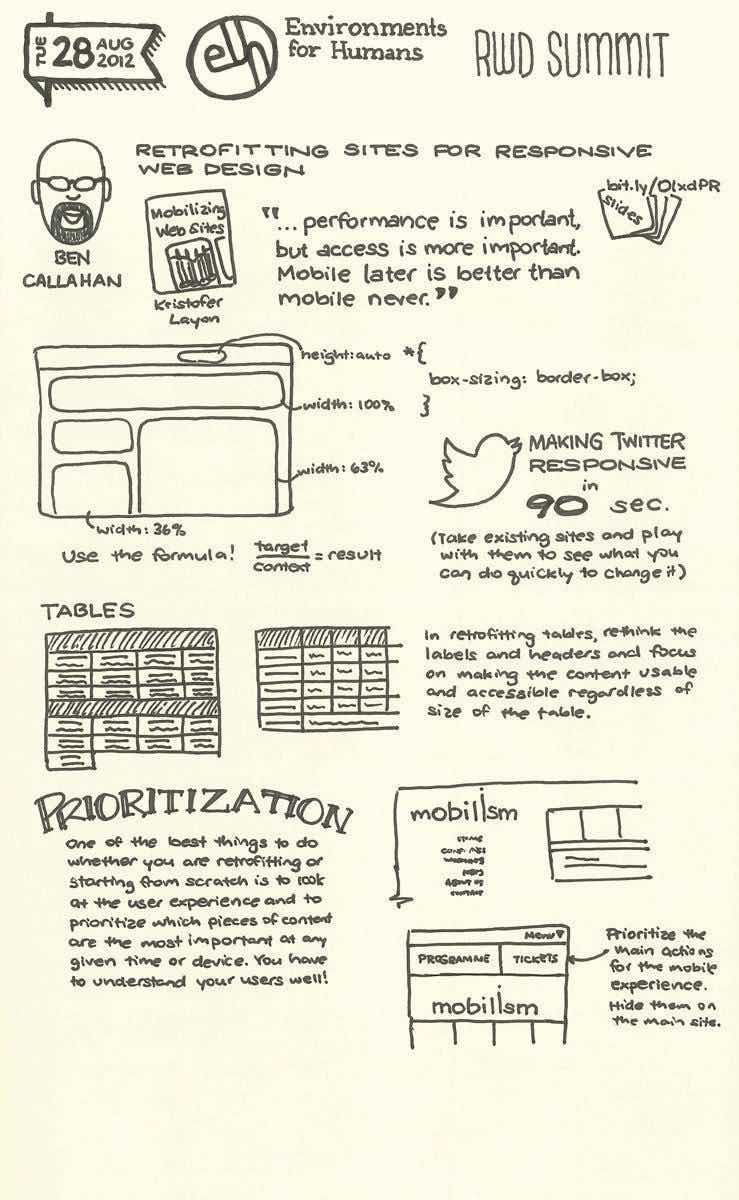 TUE 28 AUG 2012
elh
Environments
for Humans
RWD SUMMIT
RETROFITTING SITES FOR RESPONSIVE
WEB DESIGN
BEN
CALLAHAN
Mobilizing
Web Sites
Kristofer
Layon
"... performance is important,
but access is more important.
Mobile later is better than
mobile never."
bit.ly/OlxdPR
slides
height:auto
width: 100%
width: 63%
width: 36%
*{
box-sizing: border-box;
}
Use the formula! target/context = result
MAKING TWITTER
RESPONSIVE
in
90 sec.
(Take existing sites and play
with them to see what you
can do quickly to change it)
TABLES
In retrofitting tables, rethink the
labels and headers and focus
on making the content usable
and accessible regardless of
size of the table.
PRIORITIZATION
One of the best things to do
whether you are retrofitting or
starting from scratch is to look
at the user experience and to
prioritize which pieces of content
are the most important at any
given time or device. You have
to understand your users well!
mobilism
HOME
ABOUT US
CONTACT
Menu▼
PROGRAMME
TICKETS
mobilism
Prioritize the
main actions
for the mobile
experience.
Hide them on
the main site.